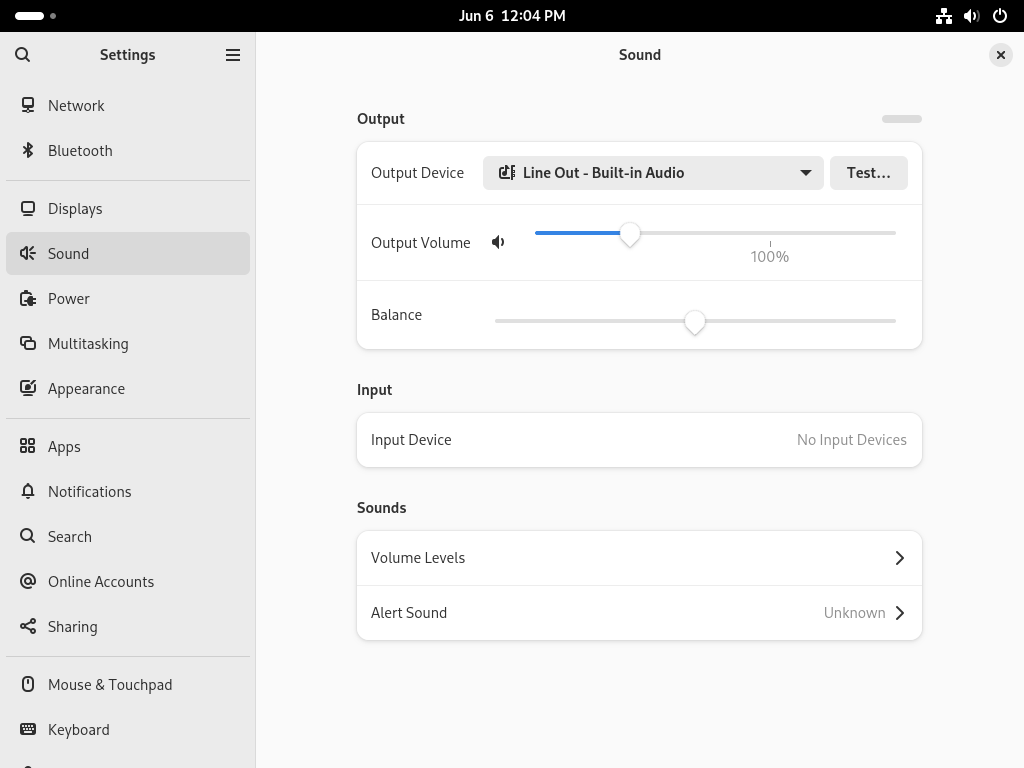 Jun 6 12:04 PM
Settings
Sound
Network
Bluetooth
Displays
Sound
Power
Multitasking
Appearance
Apps
Notifications
Search
Online Accounts
Sharing
Mouse & Touchpad
Keyboard
Output
Output Device
Line Out - Built-in Audio
Test…
Output Volume
100%
Balance
Input
Input Device
No Input Devices
Sounds
Volume Levels
Alert Sound
Unknown